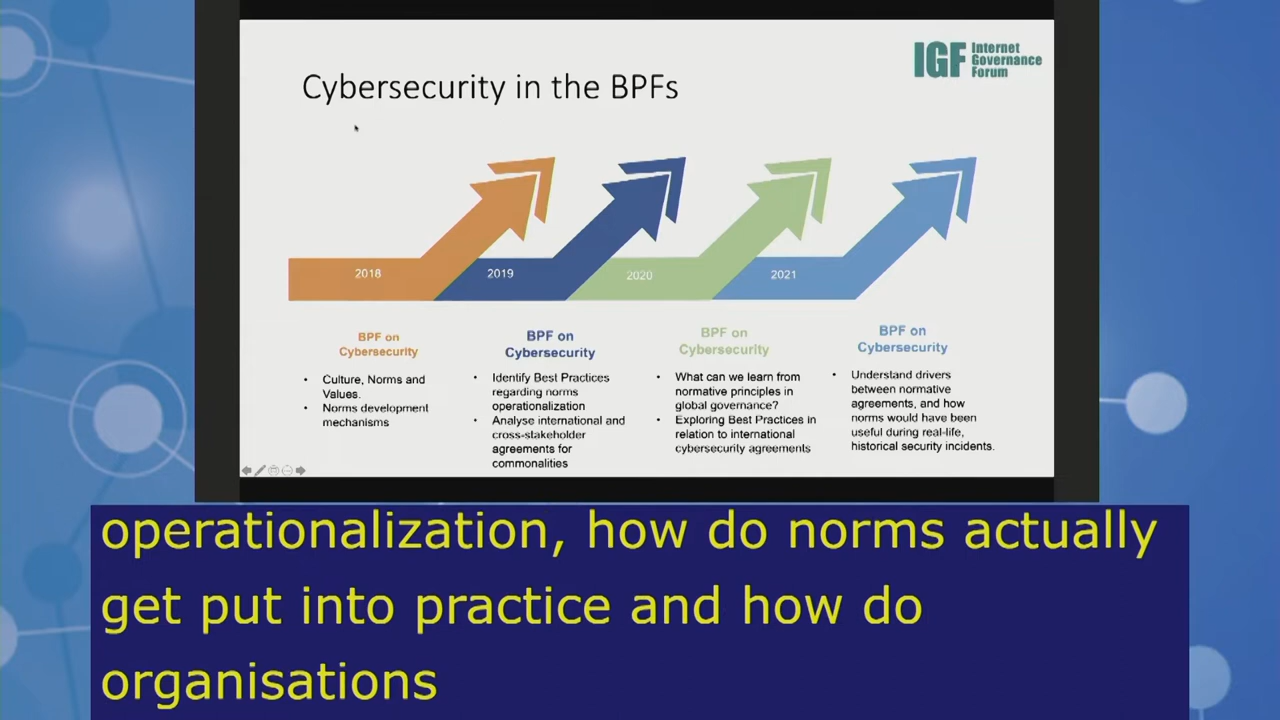 Cybersecurity in the BPFs
IGF Internet
Governance
Forum
2018
2019
2020
2021
BPF on
Cybersecurity
• Culture, Norms and
Values.
• Norms development
mechanisms
BPF on
Cybersecurity
• Identify Best Practices
regarding norms
operationalization
• Analyse international and
cross-stakeholder
agreements for
commonalities
BPF on
Cybersecurity
• What can we learn from
normative principles in
global governance?
• Exploring Best Practices in
relation to international
cybersecurity agreements
BPF on
Cybersecurity
• Understand drivers
between normative
agreements, and how
norms would have been
useful during real-life,
historical security incidents.
operationalization, how do norms actually
get put into practice and how do
organisations